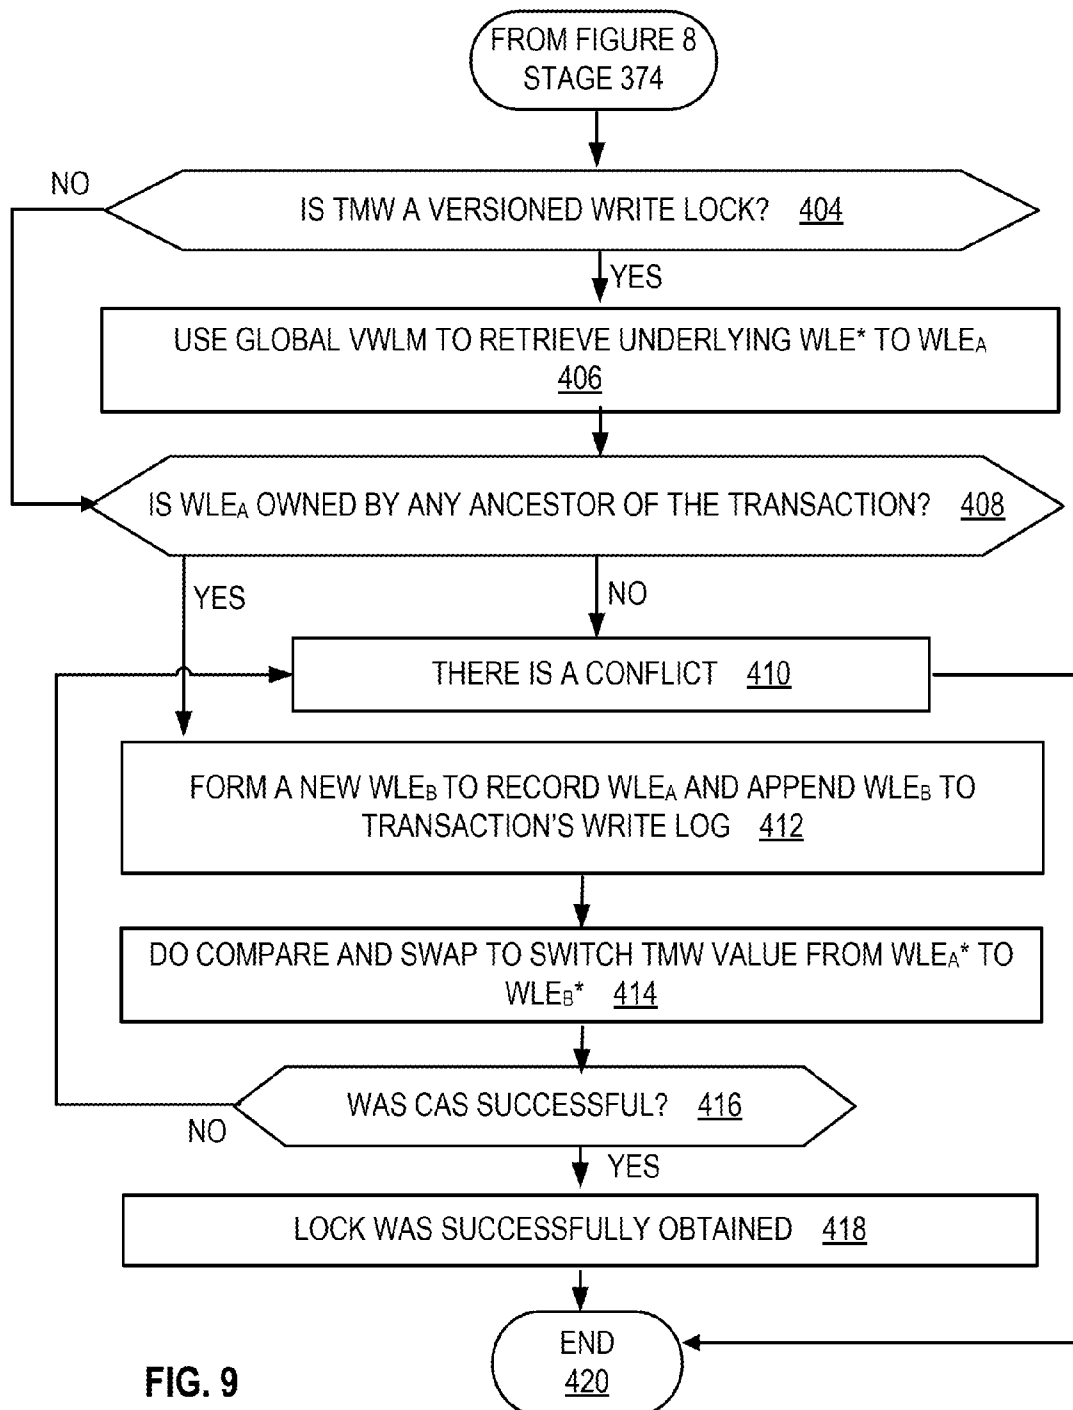 FROM FIGURE 8
STAGE 374
NO
IS TMW A VERSIONED WRITE LOCK? 404
YES
USE GLOBAL VWLM TO RETRIEVE UNDERLYING WLE* TO WLEA
406
IS WLEA OWNED BY ANY ANCESTOR OF THE TRANSACTION? 408
YES
NO
THERE IS A CONFLICT 410
FORM A NEW WLEB TO RECORD WLEA AND APPEND WLEB TO
TRANSACTION'S WRITE LOG 412
DO COMPARE AND SWAP TO SWITCH TMW VALUE FROM WLEA* TO
WLEB* 414
WAS CAS SUCCESSFUL? 416
NO
YES
LOCK WAS SUCCESSFULLY OBTAINED 418
END
420
FIG. 9